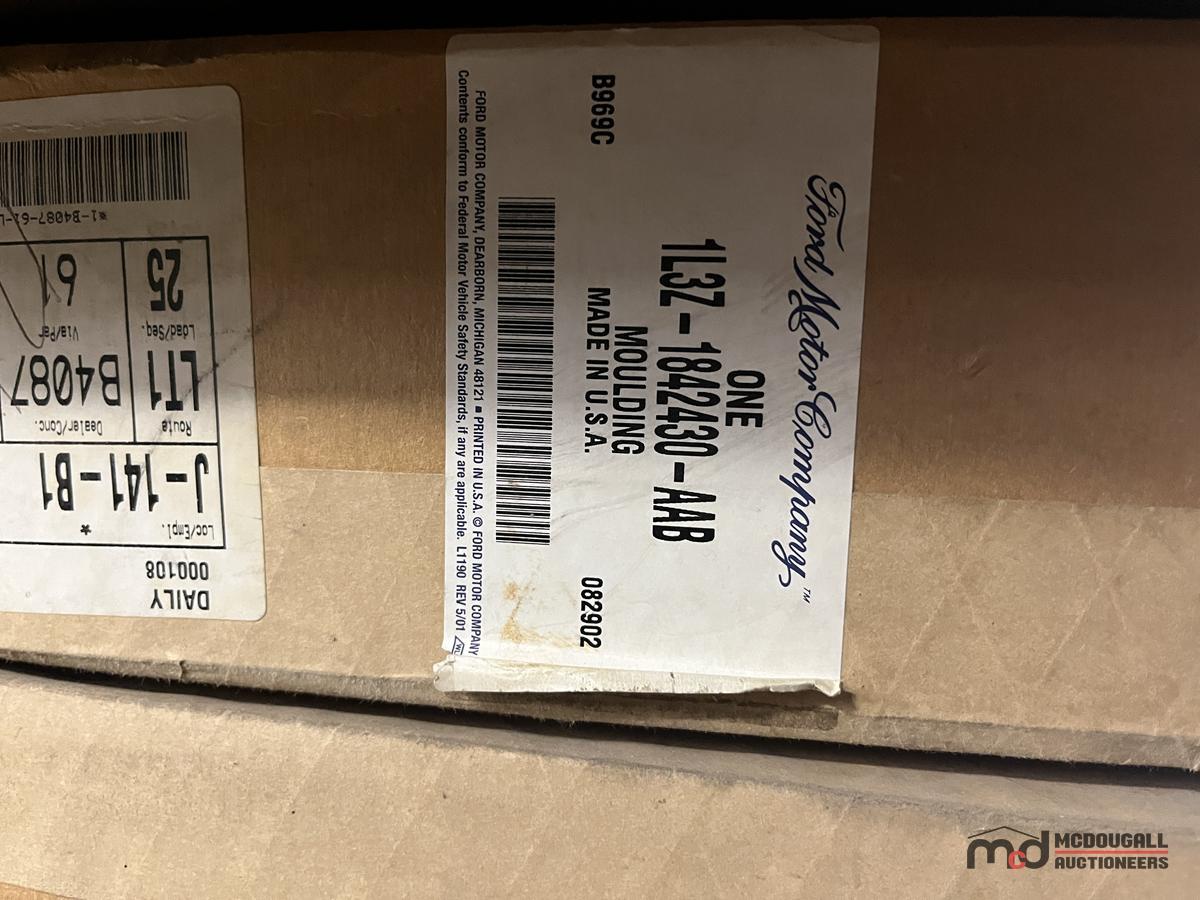 Ford Motor Company™
ONE
1L3Z-1842430-AAB
MOULDING
B969C MADE IN U.S.A. 082902
FORD MOTOR COMPANY, DEARBORN, MICHIGAN 48121 ■ PRINTED IN U.S.A. © FORD MOTOR COMPANY
Contents conform to Federal Motor Vehicle Safety Standards, if any are applicable. L1190 REV 5/01
DAILY
000108
Loc/Empl.
J-141-B1 *
Route
LT1
Dealer/Conc.
B4087
Load/Seq.
25
Via/Par
61
*1-B4087-61-L
MCDOUGALL
AUCTIONEERS